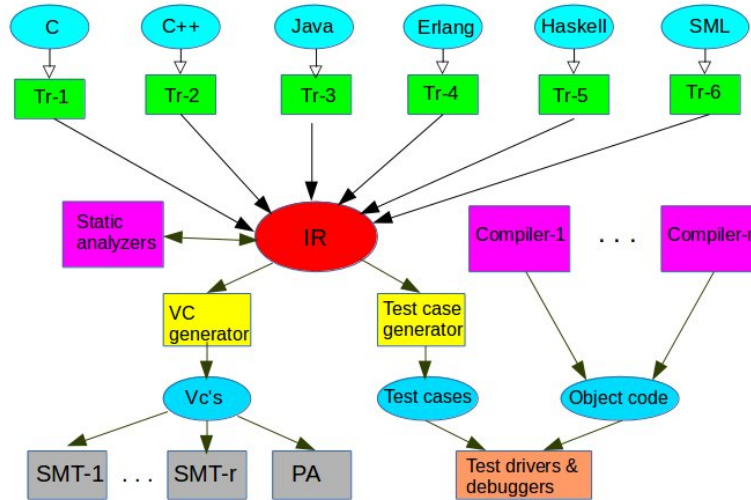 C
C++
Java
Erlang
Haskell
SML
Tr-1
Tr-2
Tr-3
Tr-4
Tr-5
Tr-6
Static
analyzers
IR
Compiler-1
. . .
Compiler-n
VC
generator
Test case
generator
Vc's
Test cases
Object code
SMT-1
. . .
SMT-r
PA
Test drivers &
debuggers